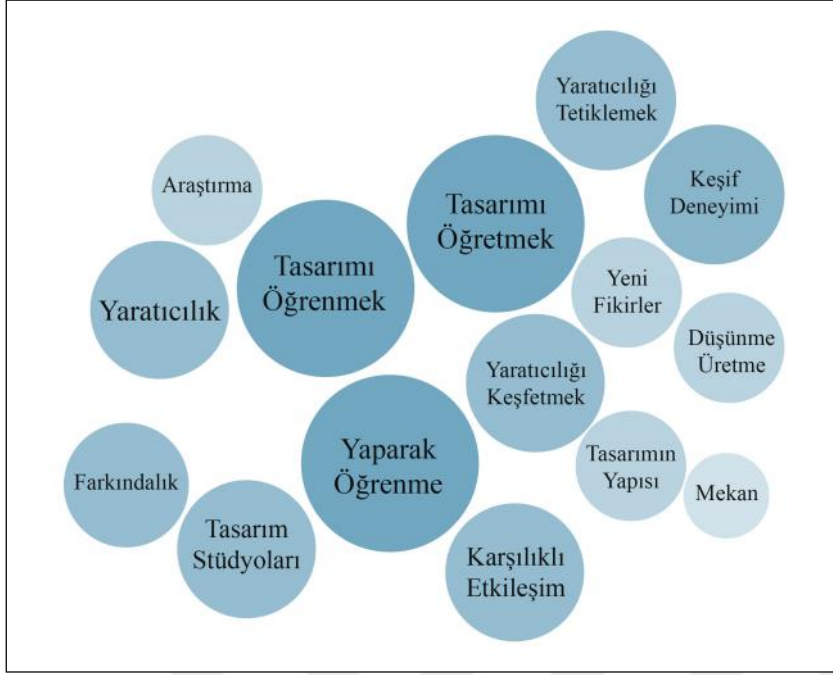 Yaratıcılığı
Tetiklemek
Keşif
Deneyimi
Araştırma
Tasarımı
Öğretmek
Tasarımı
Öğrenmek
Yeni
Fikirler
Yaratıcılık
Düşünme
Üretme
Yaratıcılığı
Keşfetmek
Yaparak
Öğrenme
Tasarımın
Yapısı
Farkındalık
Mekan
Tasarım
Stüdyoları
Karşılıklı
Etkileşim